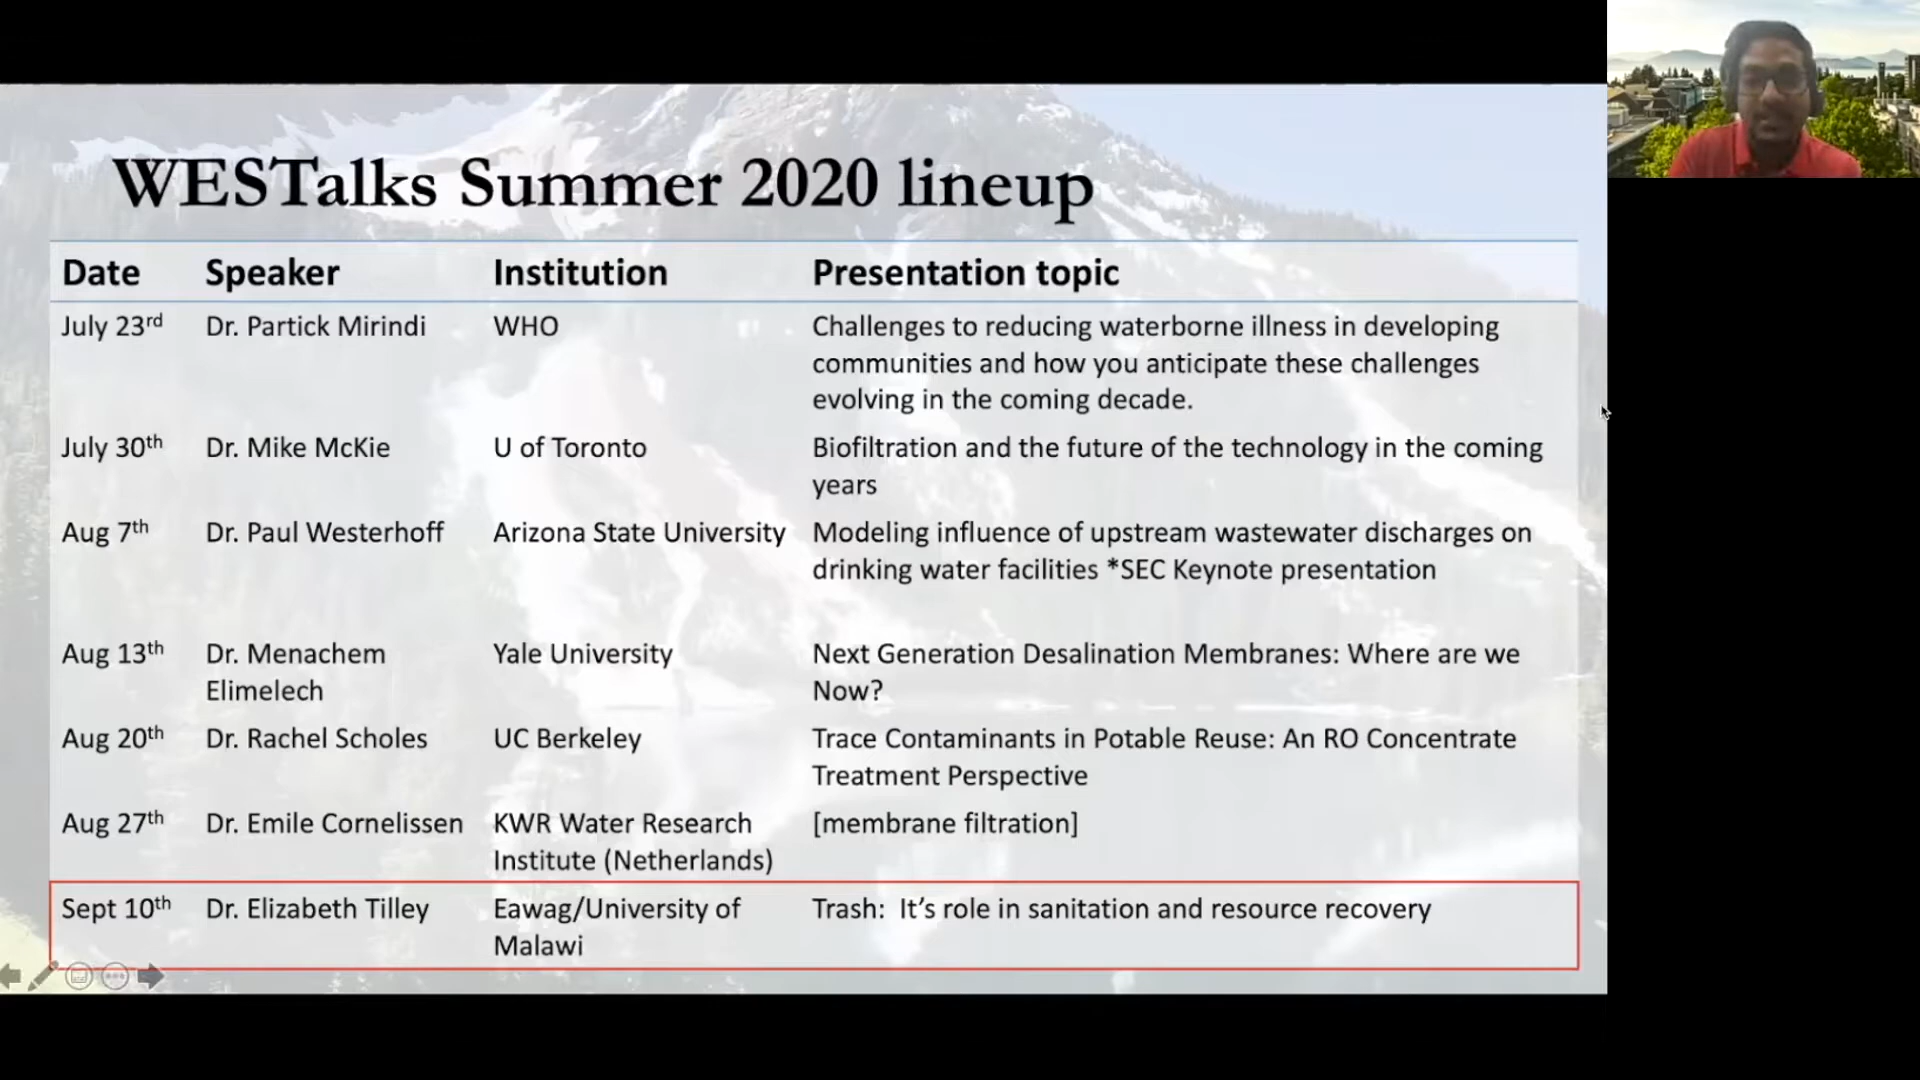 WESTalks Summer 2020 lineup
Date Speaker Institution Presentation topic
July 23rd Dr. Partick Mirindi WHO Challenges to reducing waterborne illness in developing
communities and how you anticipate these challenges
evolving in the coming decade.
July 30th Dr. Mike McKie U of Toronto Biofiltration and the future of the technology in the coming
years
Aug 7th Dr. Paul Westerhoff Arizona State University Modeling influence of upstream wastewater discharges on
drinking water facilities *SEC Keynote presentation
Aug 13th Dr. Menachem Yale University Next Generation Desalination Membranes: Where are we
Elimelech Now?
Aug 20th Dr. Rachel Scholes UC Berkeley Trace Contaminants in Potable Reuse: An RO Concentrate
Treatment Perspective
Aug 27th Dr. Emile Cornelissen KWR Water Research [membrane filtration]
Institute (Netherlands)
Sept 10th Dr. Elizabeth Tilley Eawag/University of Trash:  It’s role in sanitation and resource recovery
Malawi